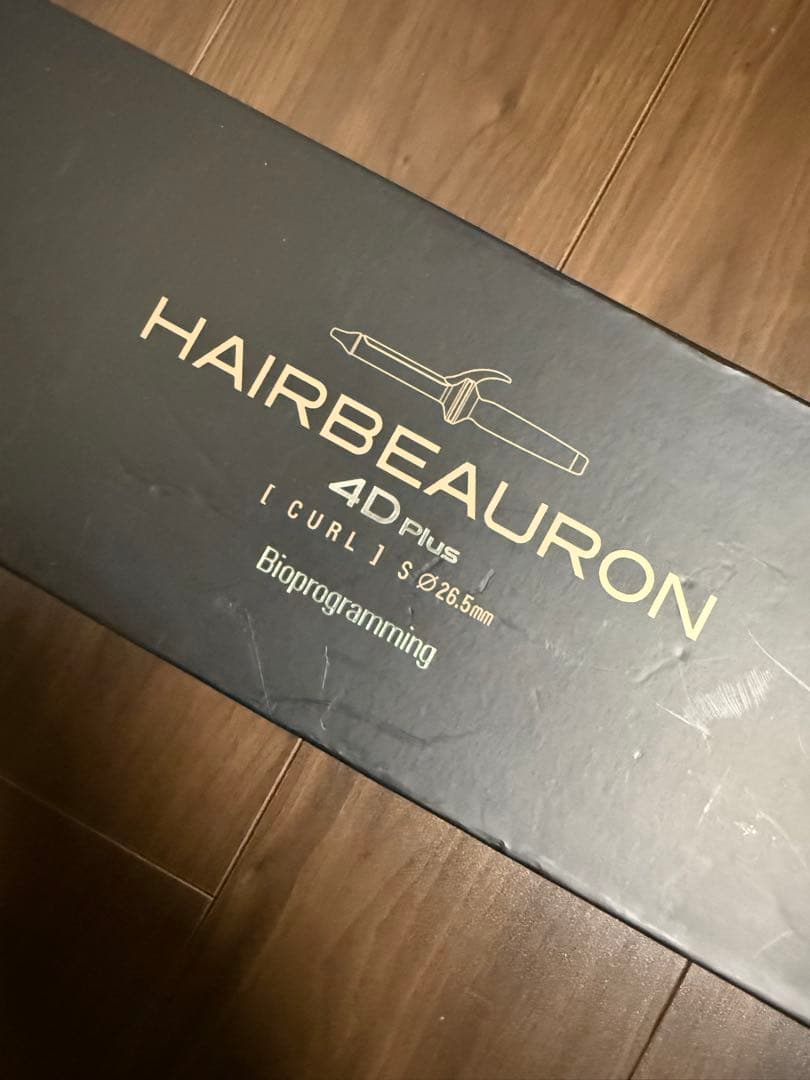 HAIRBEAURON
4D Plus
[ CURL ] S Ø26.5mm
Bioprogramming